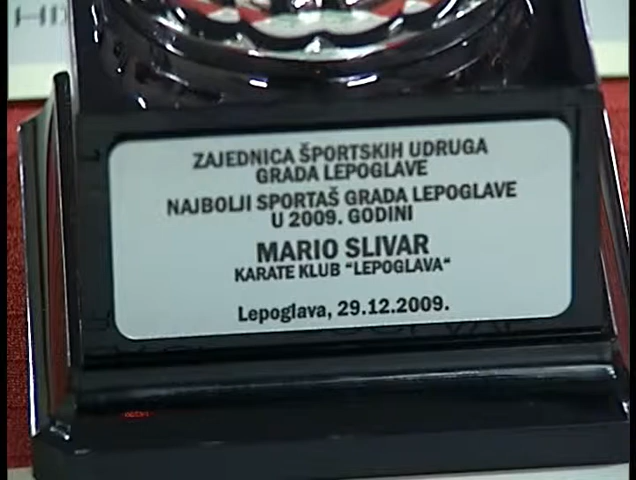 ZAJEDNICA ŠPORTSKIH UDRUGA
GRADA LEPOGLAVE
NAJBOLJI SPORTAŠ GRADA LEPOGLAVE
U 2009. GODINI
MARIO SLIVAR
KARATE KLUB “LEPOGLAVA“
Lepoglava, 29.12.2009.